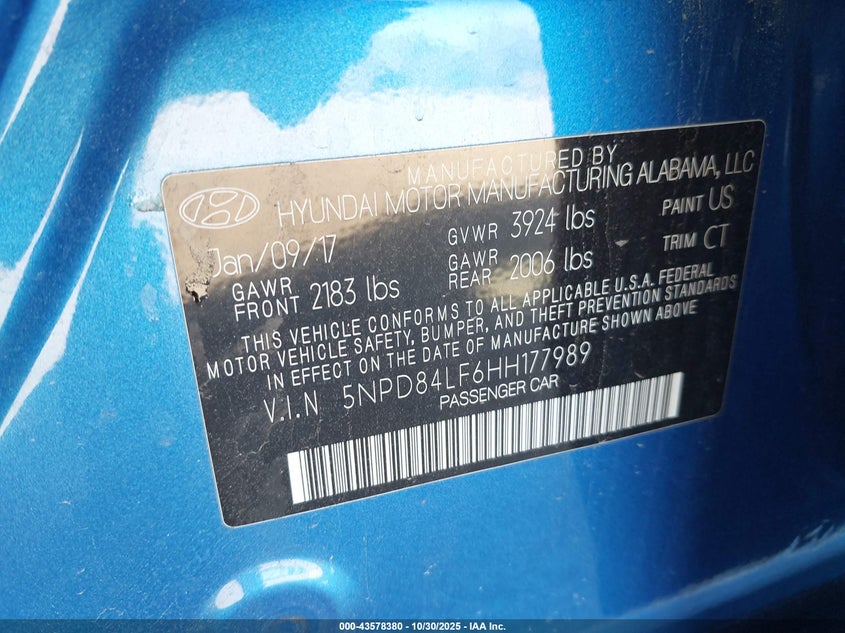 MANUFACTURED BY
HYUNDAI MOTOR MANUFACTURING ALABAMA, LLC
Jan/09/17 GVWR 3924 lbs PAINT US
GAWR FRONT 2183 lbs GAWR REAR 2006 lbs TRIM CT
THIS VEHICLE CONFORMS TO ALL APPLICABLE U.S.A. FEDERAL
MOTOR VEHICLE SAFETY, BUMPER, AND THEFT PREVENTION STANDARDS
IN EFFECT ON THE DATE OF MANUFACTURE SHOWN ABOVE
V.I.N 5NPD84LF6HH177989
PASSENGER CAR
000-43578380 - 10/30/2025 - IAA Inc.